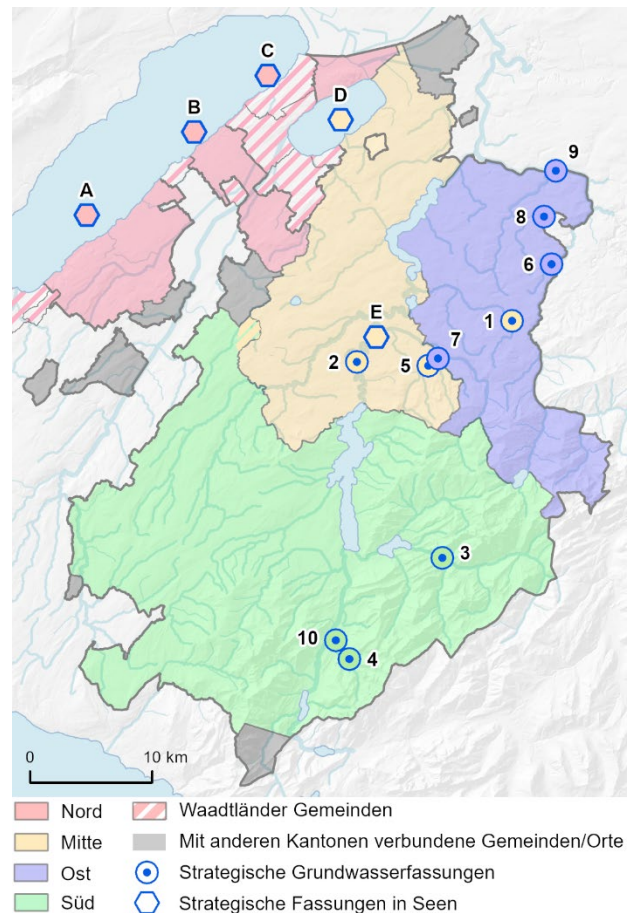 C
D
B
9
A
8
6
1
E
7
2
5
3
10
4
0 10 km
Nord Waadtländer Gemeinden
Mitte Mit anderen Kantonen verbundene Gemeinden/Orte
Ost Strategische Grundwasserfassungen
Süd Strategische Fassungen in Seen